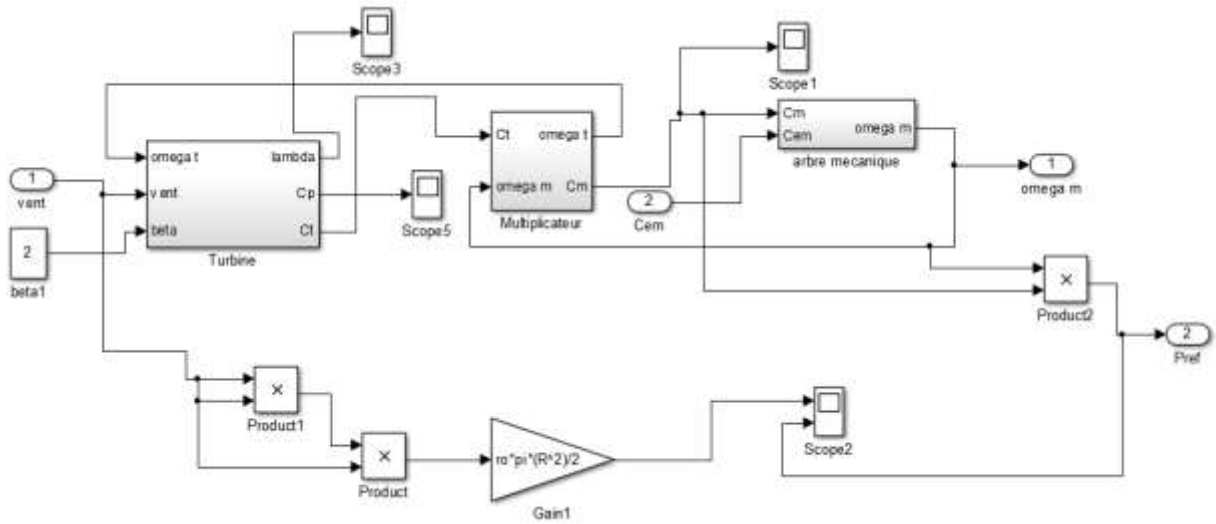 Scope3
Scope1
omega t
vent
beta
lambda
Cp
Ct
Turbine
Scope5
Ct
omega m
omega t
Cm
Multiplicateur
Cm
Cem
omega m
arbre mecanique
1
vent
2
beta1
2
Cem
1
omega m
×
Product2
2
Pref
×
Product1
×
Product
ro*pi*(R^2)/2
Gain1
Scope2